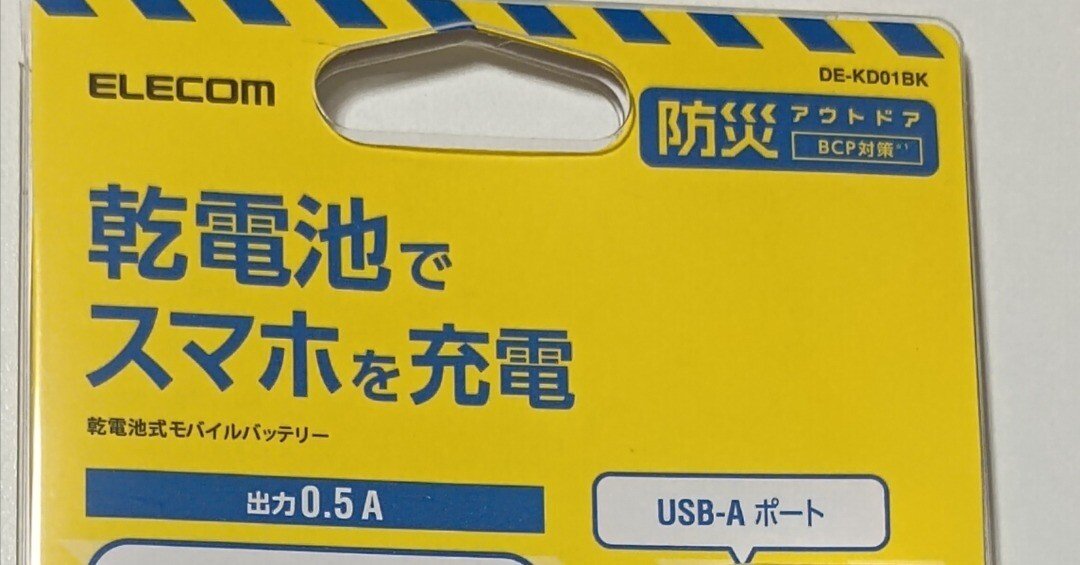 ELECOM
DE-KD01BK
防災
アウトドア
BCP対策※1
乾電池で
スマホを充電
乾電池式モバイルバッテリー
出力0.5A
USB-Aポート